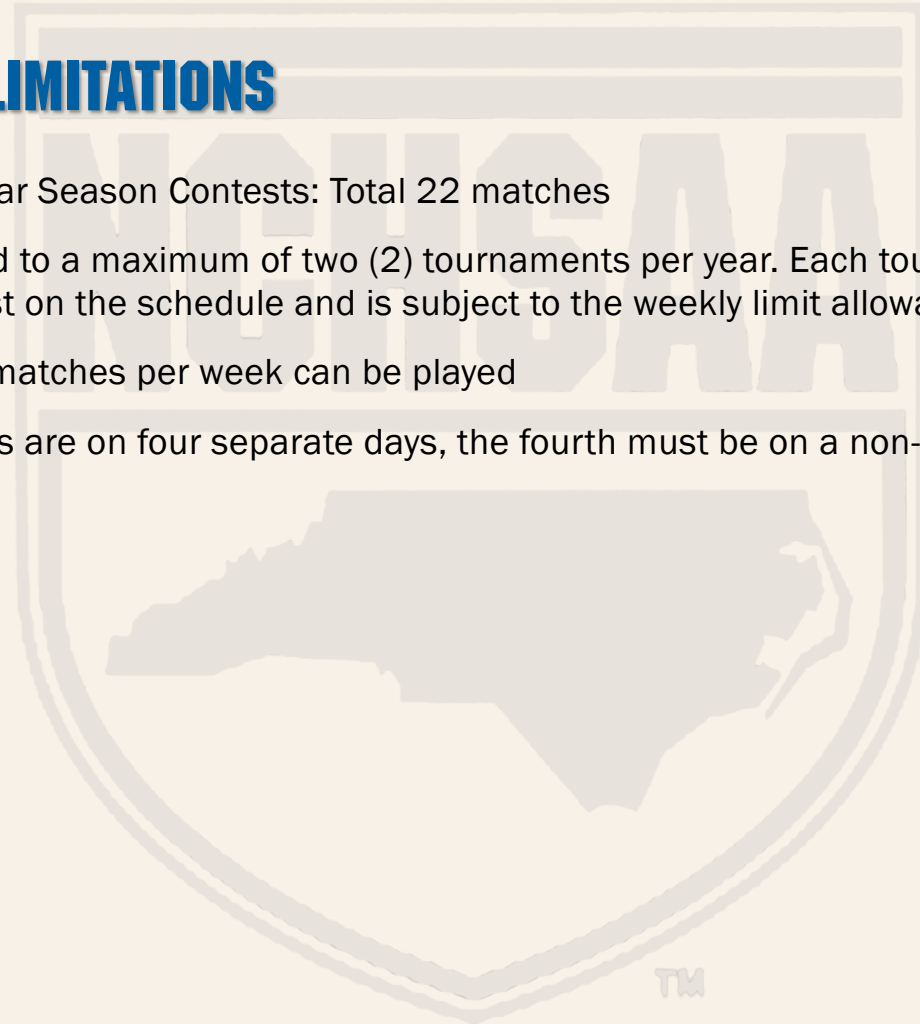 LIMITATIONS
ar Season Contests: Total 22 matches
d to a maximum of two (2) tournaments per year. Each tou
st on the schedule and is subject to the weekly limit allowa
matches per week can be played
s are on four separate days, the fourth must be on a non-
NCHSAA
TM